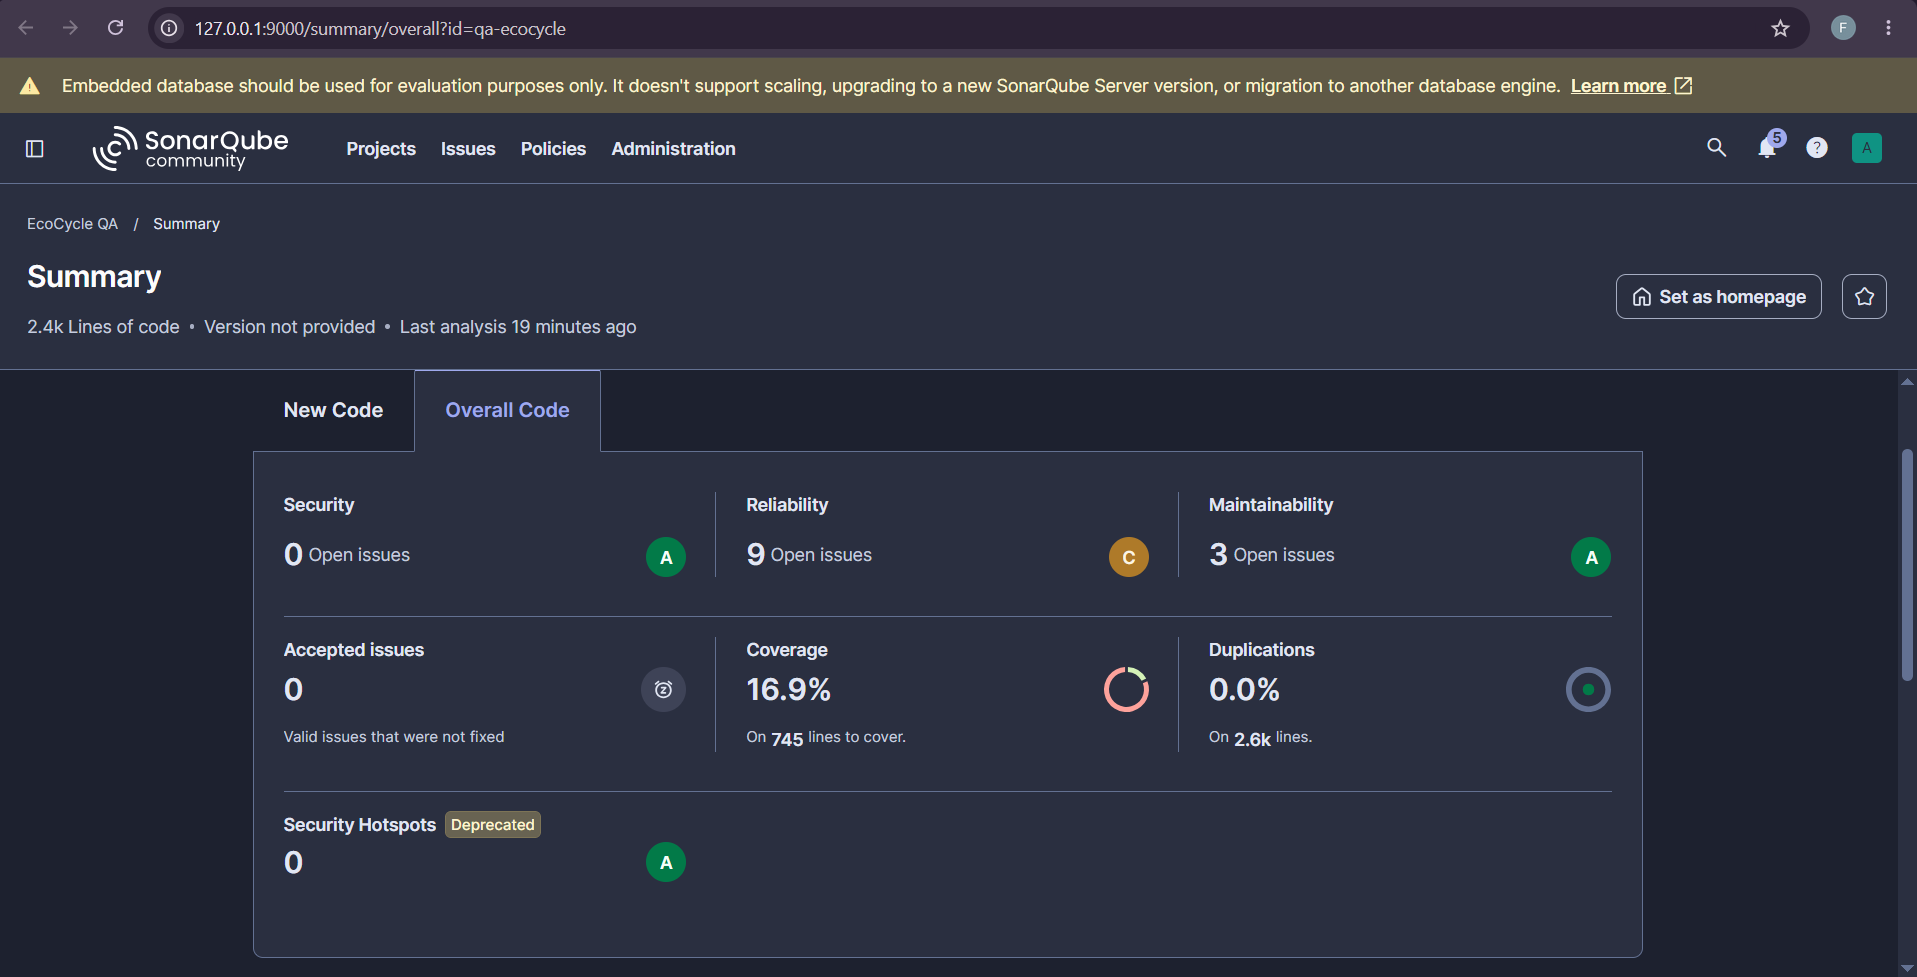 127.0.0.1:9000/summary/overall?id=qa-ecocycle
F
Embedded database should be used for evaluation purposes only. It doesn't support scaling, upgrading to a new SonarQube Server version, or migration to another database engine. Learn more
SonarQube
community
Projects Issues Policies Administration
5
?
A
EcoCycle QA / Summary
Summary
Set as homepage
2.4k Lines of code • Version not provided • Last analysis 19 minutes ago
New Code Overall Code
Security Reliability Maintainability
0 Open issues A 9 Open issues C 3 Open issues A
Accepted issues Coverage Duplications
0 z 16.9% 0.0%
Valid issues that were not fixed On 745 lines to cover. On 2.6k lines.
Security Hotspots Deprecated
0 A